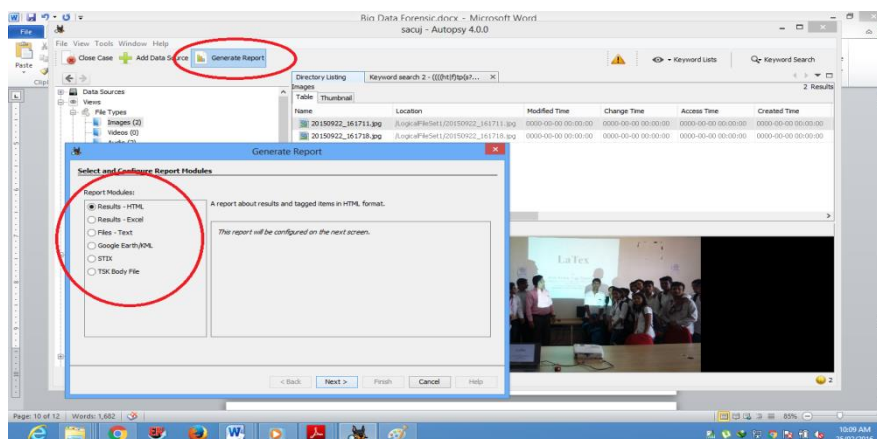 Big Data Forensic.docx - Microsoft Word
sacuj - Autopsy 4.0.0
File
File View Tools Window Help
Paste
Close Case Add Data Source Generate Report
Keyword Lists Keyword Search
Directory Listing Keyword search 2 - ((((ht|f)tp(s?... ×
Images
2 Results
Table Thumbnail
Data Sources
Views
File Types
Images (2)
Videos (0)
Name Location Modified Time Change Time Access Time Created Time
20150922_161711.jpg /LogicalFileSet1/20150922_161711.jpg 0000-00-00 00:00:00 0000-00-00 00:00:00 0000-00-00 00:00:00 0000-00-00 00:00:00
20150922_161718.jpg /LogicalFileSet1/20150922_161718.jpg 0000-00-00 00:00:00 0000-00-00 00:00:00 0000-00-00 00:00:00 0000-00-00 00:00:00
Generate Report
Select and Configure Report Modules
Report Modules:
Results - HTML
Results - Excel
Files - Text
Google Earth/KML
STIX
TSK Body File
A report about results and tagged items in HTML format.
This report will be configured on the next screen.
LaTex
< Back Next > Finish Cancel Help
2
Page: 10 of 12 Words: 1,682
85%
10:09 AM